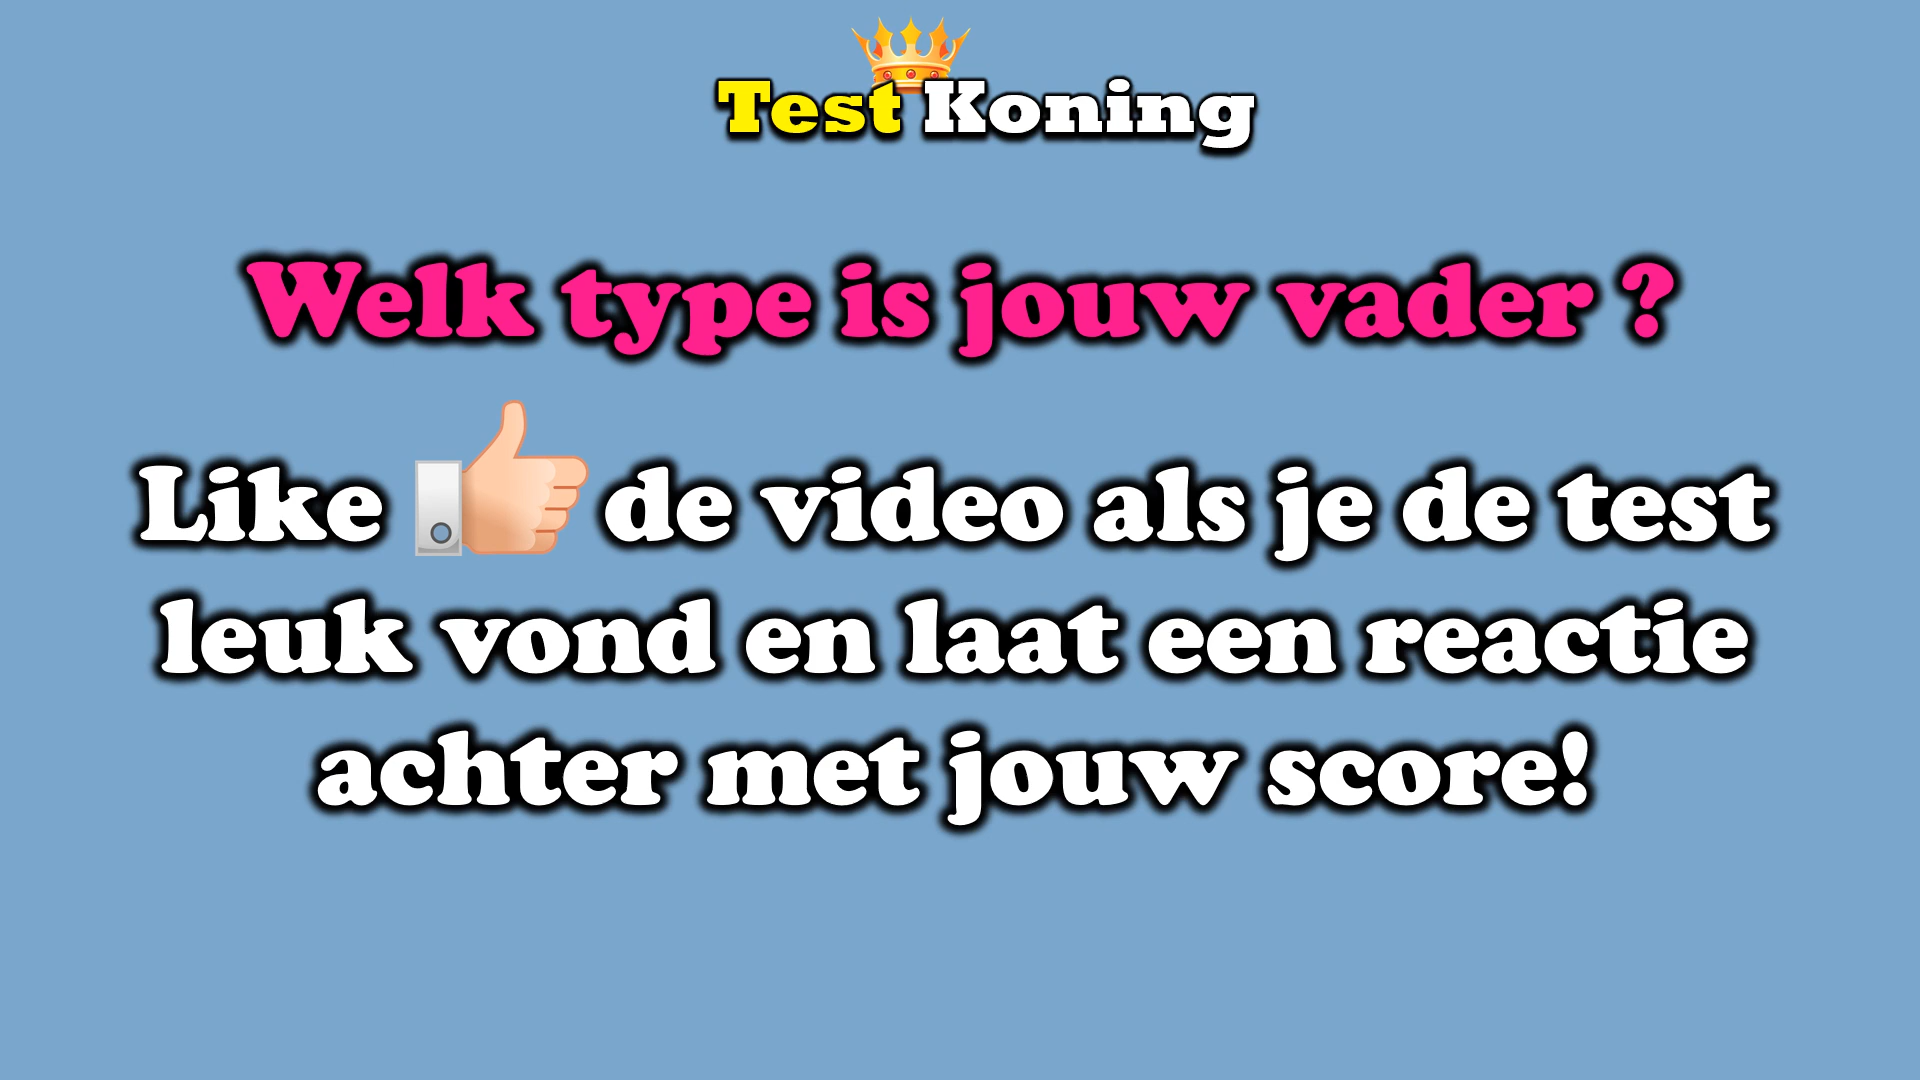 Test Koning
Welk type is jouw vader ?
Like de video als je de test
leuk vond en laat een reactie
achter met jouw score!